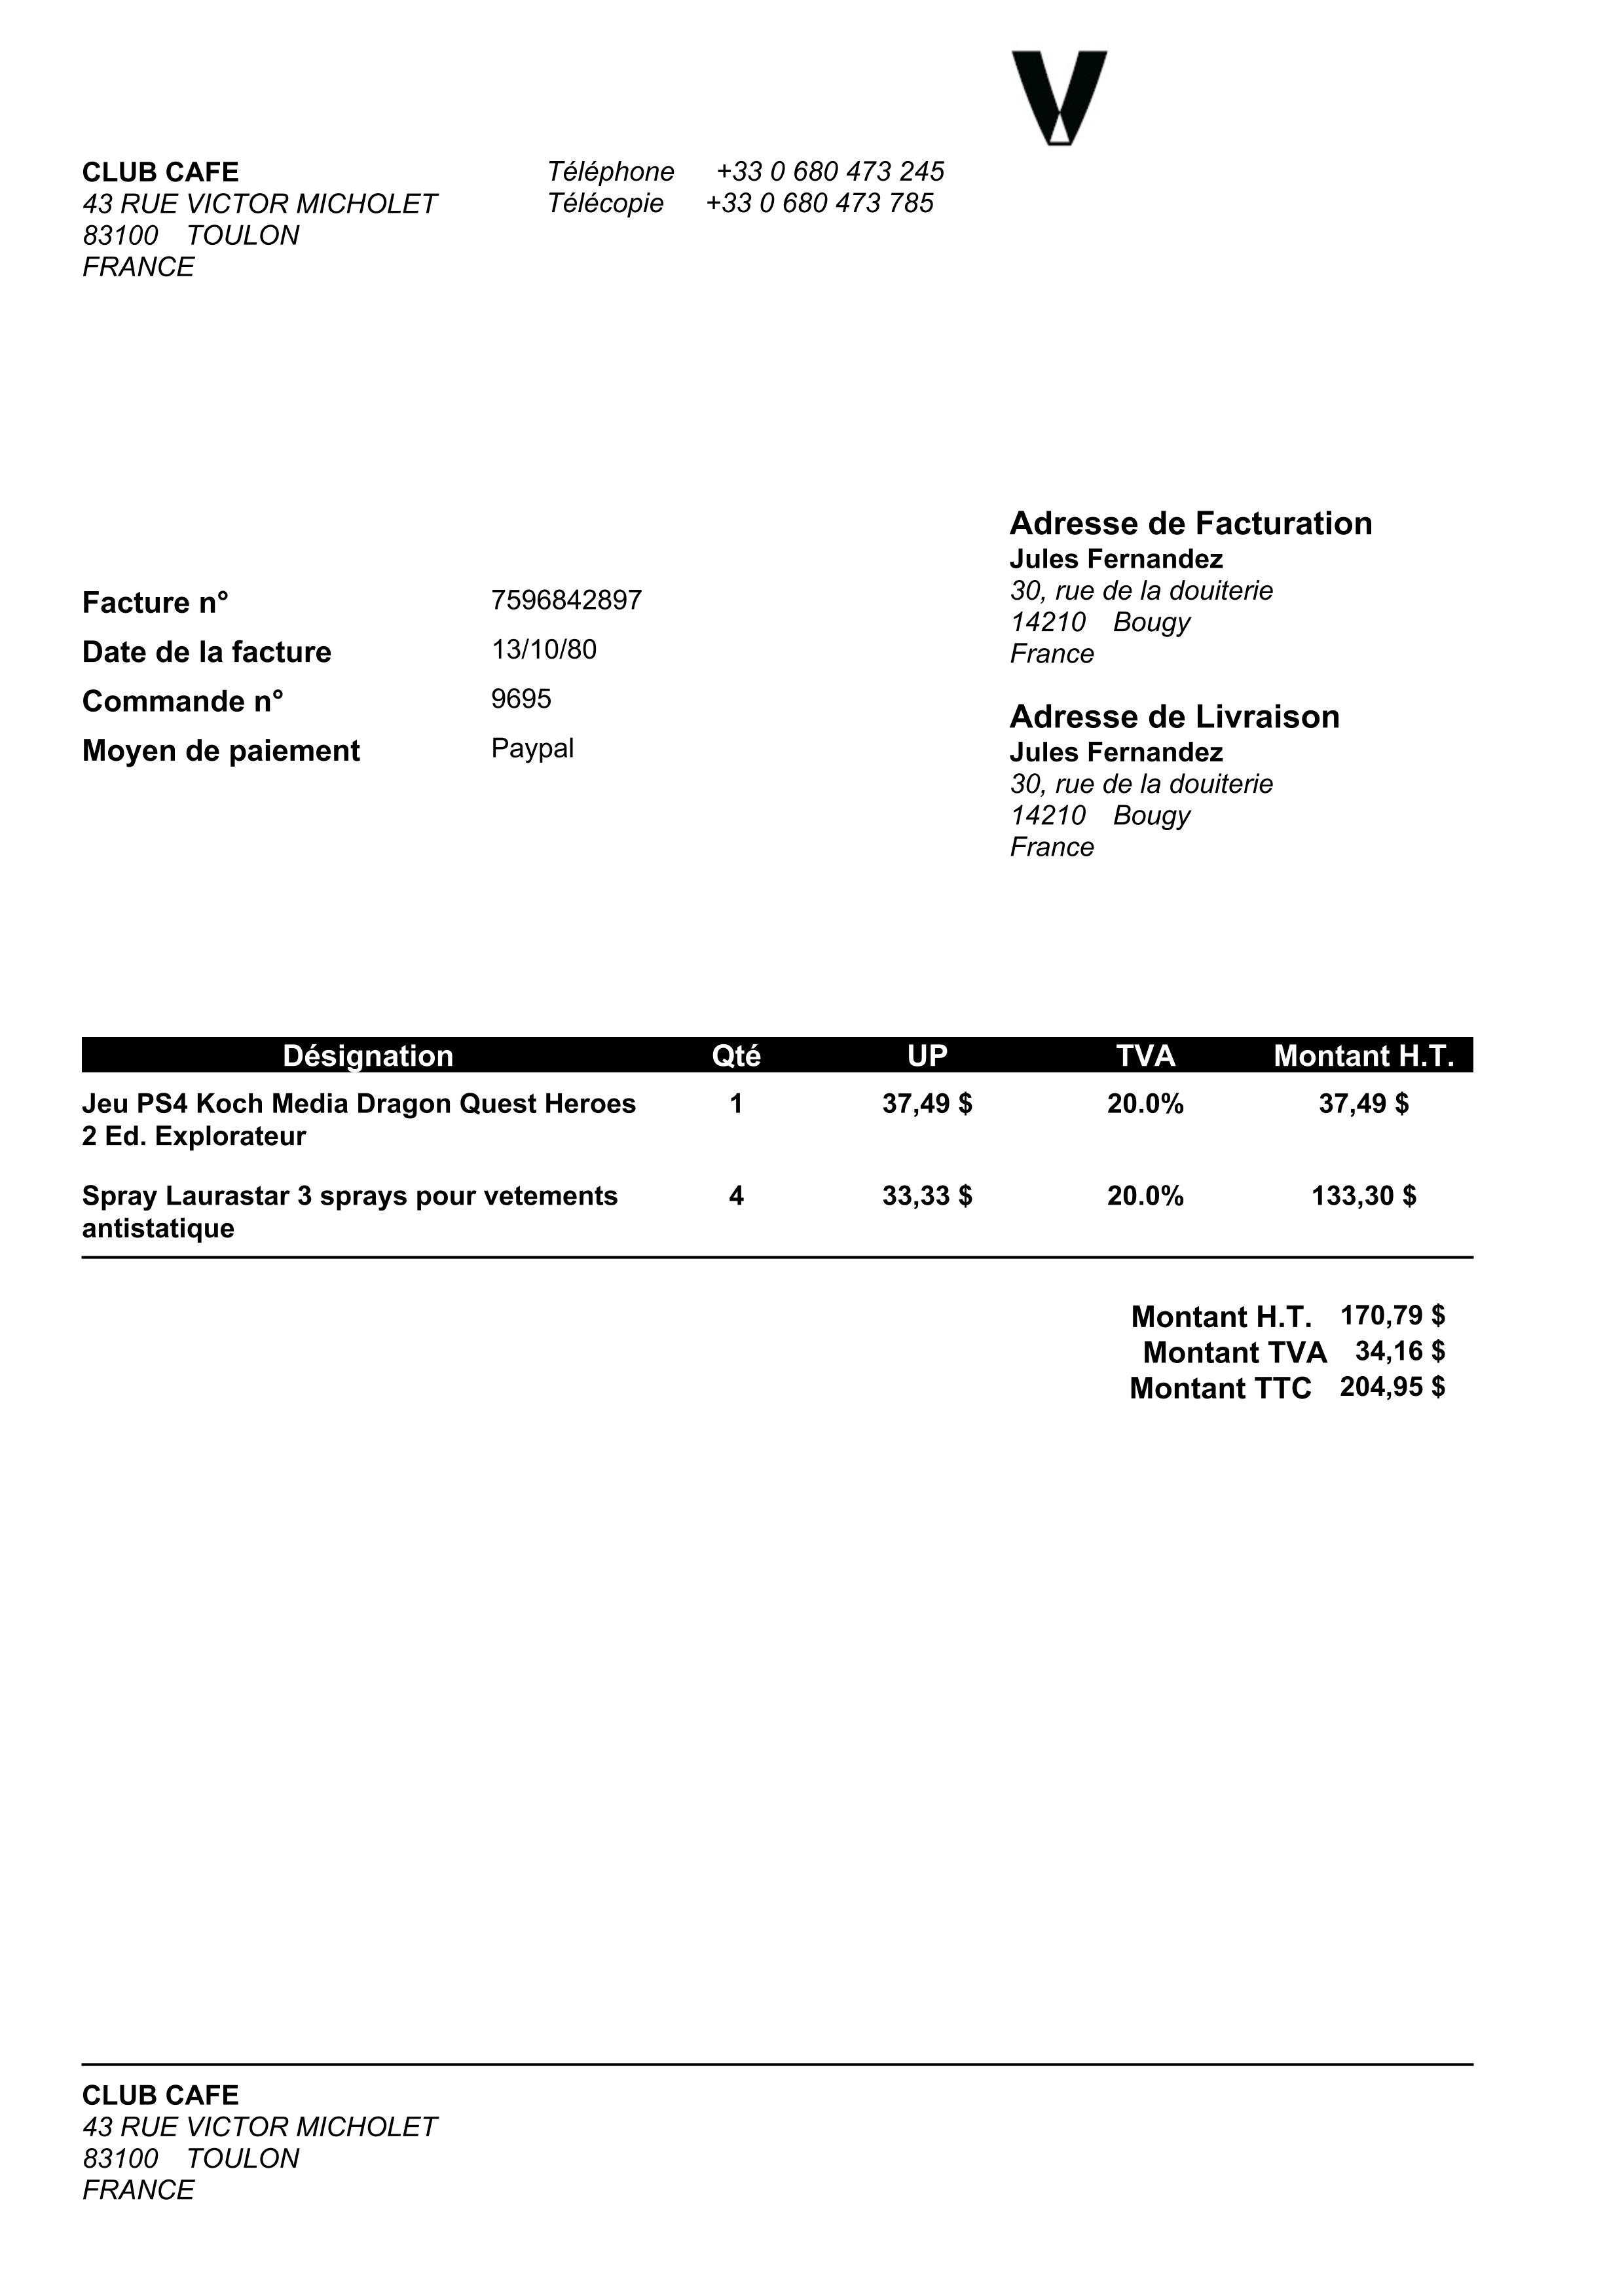 CLUB CAFE
43 RUE VICTOR MICHOLET
83100 TOULON
FRANCE
Téléphone +33 0 680 473 245
Télécopie +33 0 680 473 785
Facture n° 7596842897
Date de la facture 13/10/80
Commande n° 9695
Moyen de paiement Paypal
Adresse de Facturation
Jules Fernandez
30, rue de la douiterie
14210 Bougy
France
Adresse de Livraison
Jules Fernandez
30, rue de la douiterie
14210 Bougy
France
Désignation Qté UP TVA Montant H.T.
Jeu PS4 Koch Media Dragon Quest Heroes 1 37,49 $ 20.0% 37,49 $
2 Ed. Explorateur
Spray Laurastar 3 sprays pour vetements 4 33,33 $ 20.0% 133,30 $
antistatique
Montant H.T. 170,79 $
Montant TVA 34,16 $
Montant TTC 204,95 $
CLUB CAFE
43 RUE VICTOR MICHOLET
83100 TOULON
FRANCE